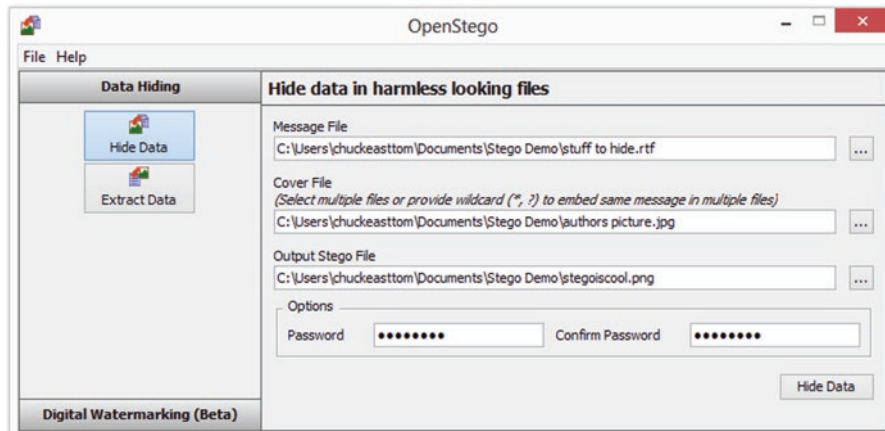 OpenStego
File Help
Data Hiding
Hide Data
Extract Data
Digital Watermarking (Beta)
Hide data in harmless looking files
Message File
C:\Users\chuckeasttom\Documents\Stego Demo\stuff to hide.rtf
...
Cover File
(Select multiple files or provide wildcard (*, ?) to embed same message in multiple files)
C:\Users\chuckeasttom\Documents\Stego Demo\authors picture.jpg
...
Output Stego File
C:\Users\chuckeasttom\Documents\Stego Demo\stegoiscool.png
...
Options
Password ●●●●●●●● Confirm Password ●●●●●●●●
Hide Data